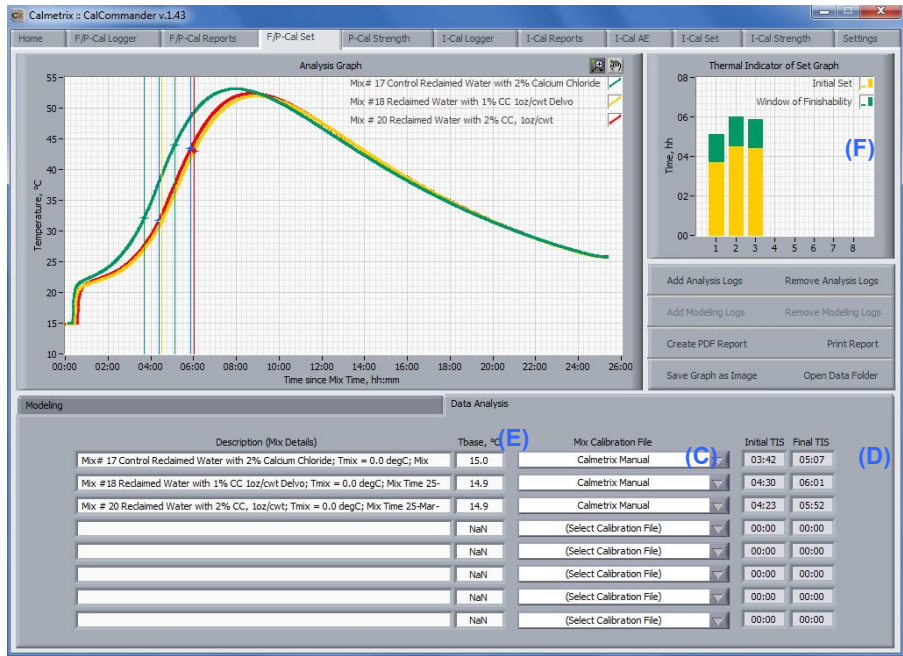 Calmetrix :: CalCommander v.1.43
Home F/P-Cal Logger F/P-Cal Reports F/P-Cal Set P-Cal Strength I-Cal Logger I-Cal Reports I-Cal AE I-Cal Set I-Cal Strength Settings
Analysis Graph
Mix# 17 Control Reclaimed Water with 2% Calcium Chloride
Mix #18 Reclaimed Water with 1% CC 1oz/cwt Delvo
Mix # 20 Reclaimed Water with 2% CC, 1oz/cwt
Temperature, °C
55
50
45
40
35
30
25
20
15
10
00:00 02:00 04:00 06:00 08:00 10:00 12:00 14:00 16:00 18:00 20:00 22:00 24:00 26:00
Time since Mix Time, hh:mm
Thermal Indicator of Set Graph
Initial Set
Window of Finishability
(F)
Time, hh
08
06
04
02
00
1 2 3 4 5 6 7 8
Add Analysis Logs Remove Analysis Logs
Add Modeling Logs Remove Modeling Logs
Create PDF Report Print Report
Save Graph as Image Open Data Folder
Modeling Data Analysis
Description (Mix Details) Tbase, °C (E) Mix Calibration File Initial TIS Final TIS
Mix# 17 Control Reclaimed Water with 2% Calcium Chloride; Tmix = 0.0 degC; Mix 15.0 Calmetrix Manual (C) 03:42 05:07 (D)
Mix #18 Reclaimed Water with 1% CC 1oz/cwt Delvo; Tmix = 0.0 degC; Mix Time 25- 14.9 Calmetrix Manual 04:30 06:01
Mix # 20 Reclaimed Water with 2% CC, 1oz/cwt; Tmix = 0.0 degC; Mix Time 25-Mar- 14.9 Calmetrix Manual 04:23 05:52
NaN (Select Calibration File) 00:00 00:00
NaN (Select Calibration File) 00:00 00:00
NaN (Select Calibration File) 00:00 00:00
NaN (Select Calibration File) 00:00 00:00
NaN (Select Calibration File) 00:00 00:00